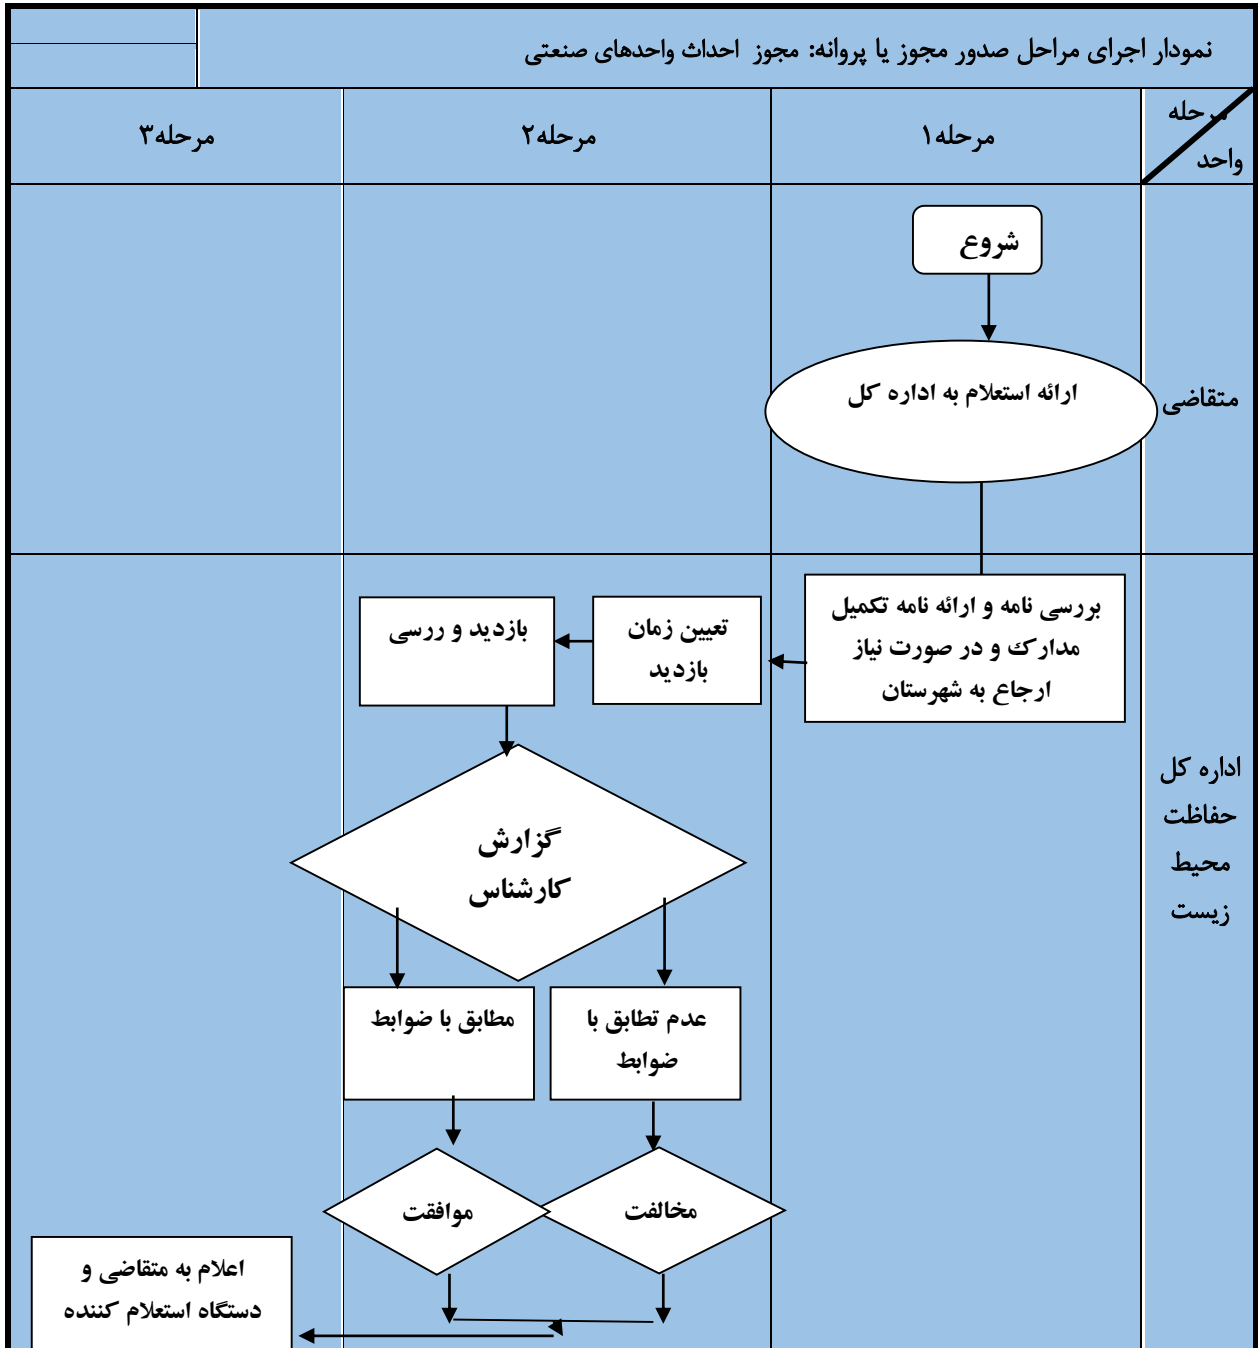 نمودار اجرای مراحل صدور مجوز یا پروانه: مجوز احداث واحدهای صنعتی
مرحله
واحد
مرحله۱
مرحله۲
مرحله۳
متقاضی
شروع
ارائه استعلام به اداره کل
اداره کل
حفاظت
محیط
زیست
بررسی نامه و ارائه نامه تکمیل
مدارک و در صورت نیاز
ارجاع به شهرستان
تعیین زمان
بازدید
بازدید و ررسی
گزارش
کارشناس
عدم تطابق با
ضوابط
مطابق با ضوابط
مخالفت
موافقت
اعلام به متقاضی و
دستگاه استعلام کننده